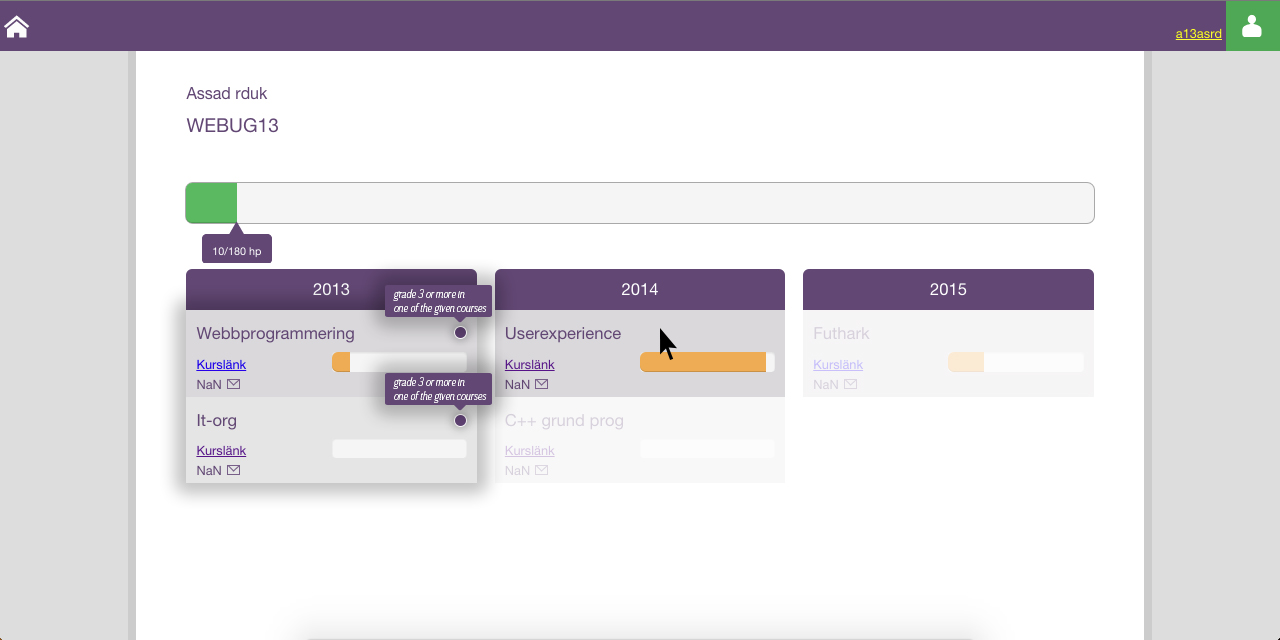 a13asrd
Assad rduk
WEBUG13
10/180 hp
2013
grade 3 or more in
one of the given courses
Webbprogrammering
Kurslänk
NaN
grade 3 or more in
one of the given courses
It-org
Kurslänk
NaN
2014
Userexperience
Kurslänk
NaN
C++ grund prog
Kurslänk
NaN
2015
Futhark
Kurslänk
NaN